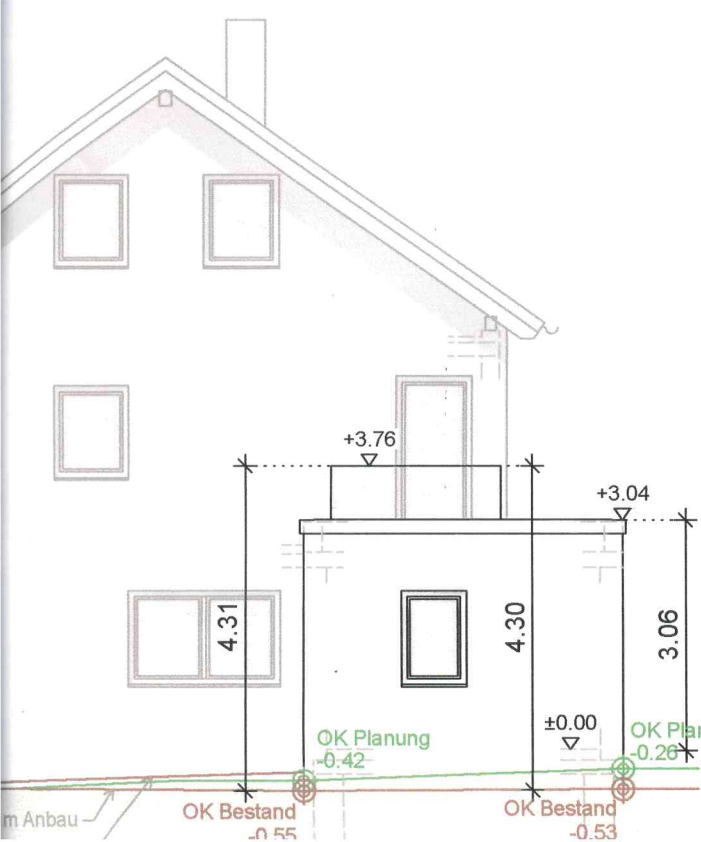 +3.76
+3.04
4.31
4.30
3.06
±0.00
OK Planung
-0.42
OK Plan
-0.26
m Anbau
OK Bestand
-0.55
OK Bestand
-0.53